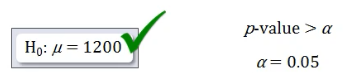 H₀: μ = 1200
p-value > α
α = 0.05